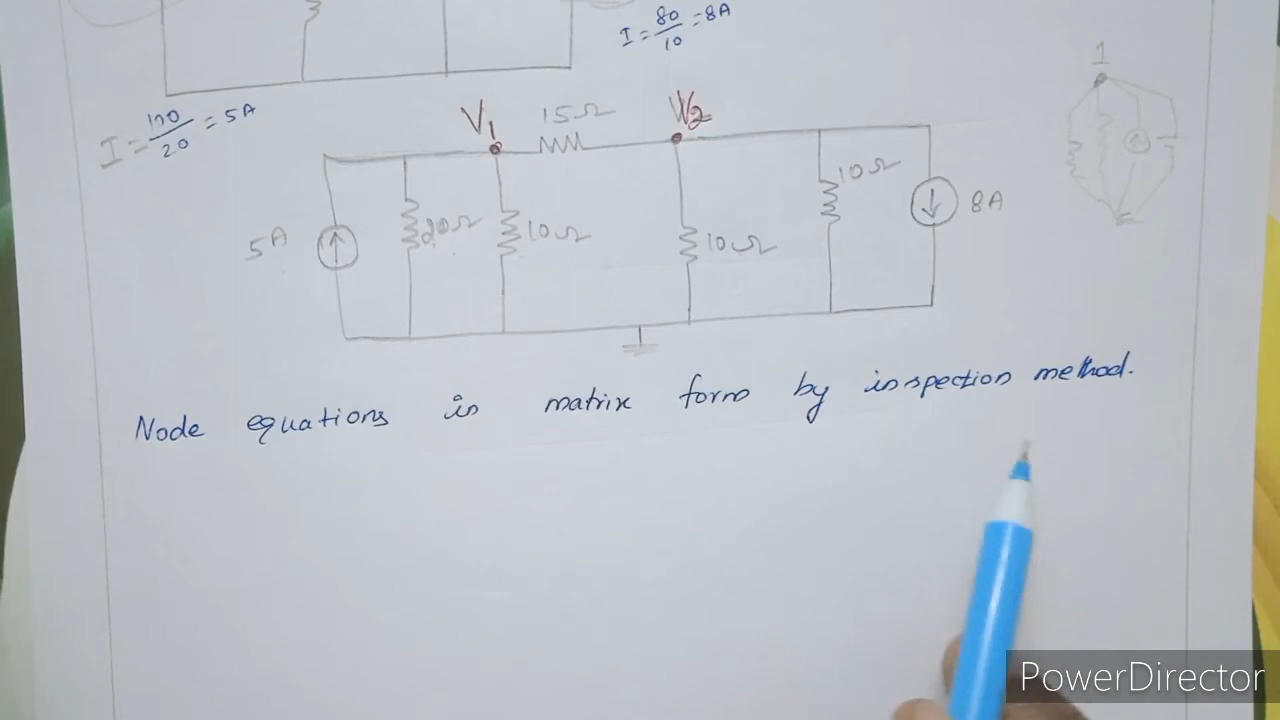 I = 80/10 = 8A
I = 100/20 = 5A
1
V1 15Ω V2
5A 20Ω 10Ω 10Ω 10Ω 8A
Node equations in matrix form by inspection method.
PowerDirector